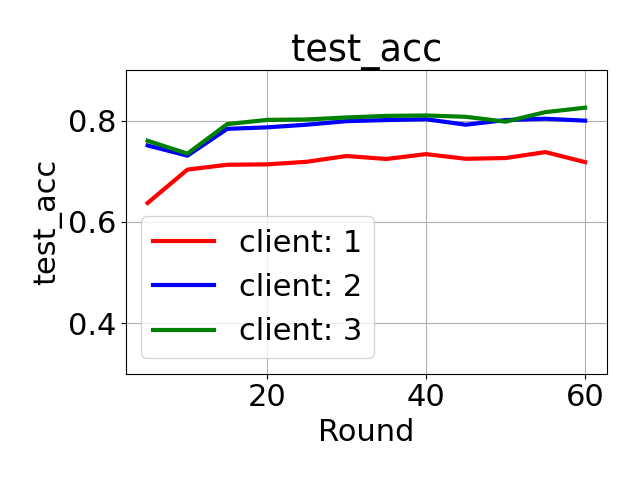 test_acc
test_acc
0.8
0.6
0.4
client: 1
client: 2
client: 3
20
40
60
Round